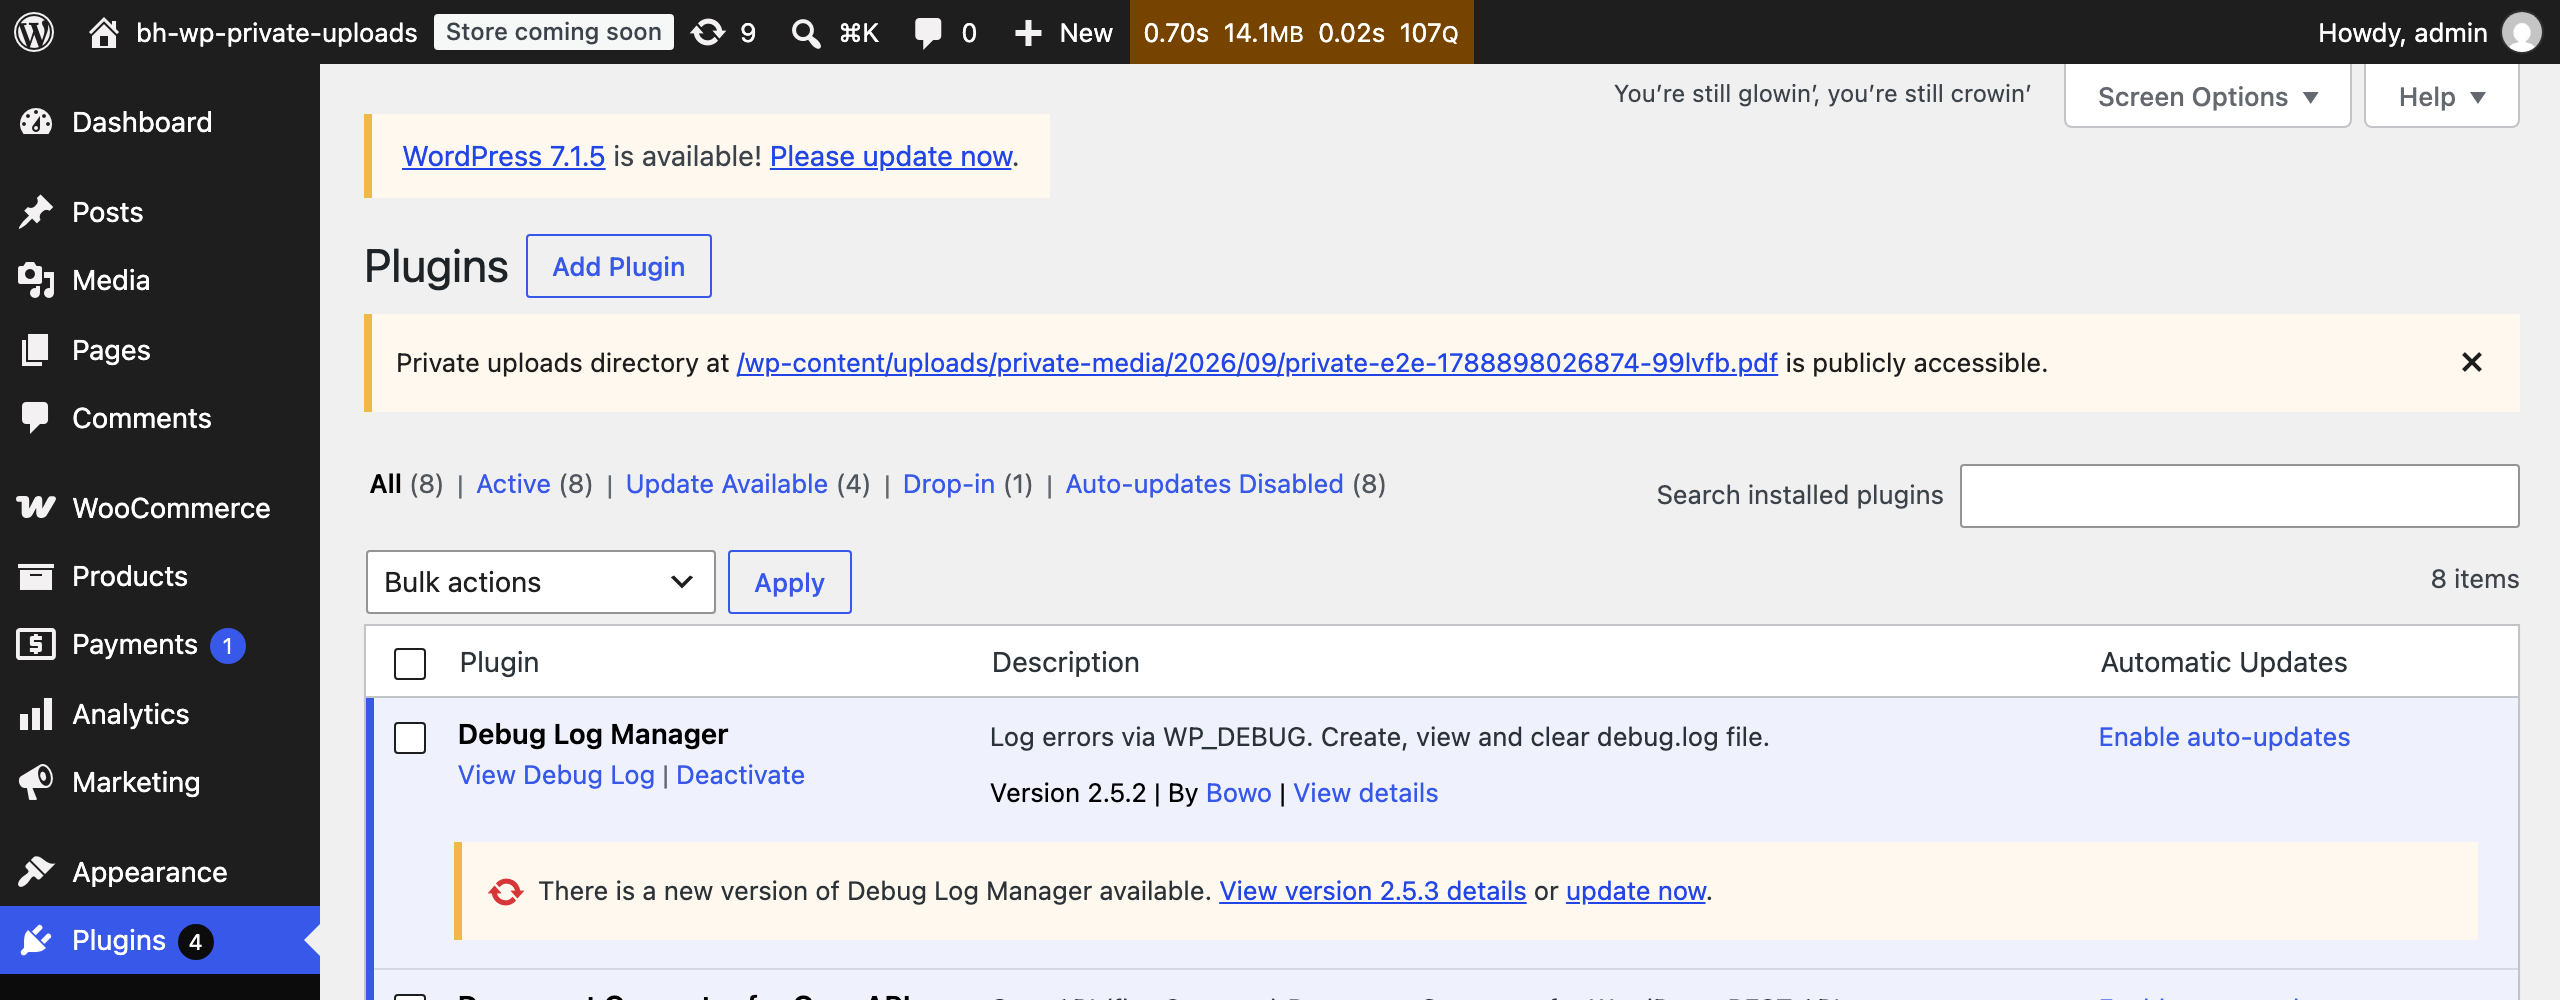 bh-wp-private-uploads Store coming soon 9 ⌘K 0 New 0.70s 14.1MB 0.02s 107Q Howdy, admin
You're still glowin', you're still crowin' Screen Options ▼ Help ▼
Dashboard
Posts
Media
Pages
Comments
WooCommerce
Products
Payments 1
Analytics
Marketing
Appearance
Plugins 4
WordPress 7.1.5 is available! Please update now.
Plugins Add Plugin
Private uploads directory at /wp-content/uploads/private-media/2026/09/private-e2e-1788898026874-99lvfb.pdf is publicly accessible.
All (8) | Active (8) | Update Available (4) | Drop-in (1) | Auto-updates Disabled (8)
Search installed plugins
Bulk actions Apply 8 items
Plugin Description Automatic Updates
Debug Log Manager Log errors via WP_DEBUG. Create, view and clear debug.log file. Enable auto-updates
View Debug Log | Deactivate
Version 2.5.2 | By Bowo | View details
There is a new version of Debug Log Manager available. View version 2.5.3 details or update now.